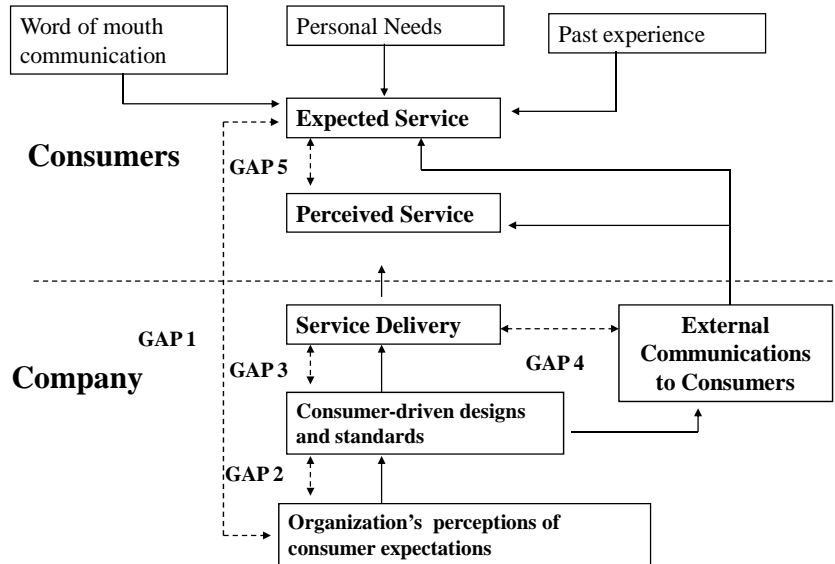 Word of mouth
communication
Personal Needs
Past experience
Expected Service
Consumers
GAP 5
Perceived Service
Service Delivery
GAP 1
External
Communications
to Consumers
GAP 3
GAP 4
Company
Consumer-driven designs
and standards
GAP 2
Organization's perceptions of
consumer expectations